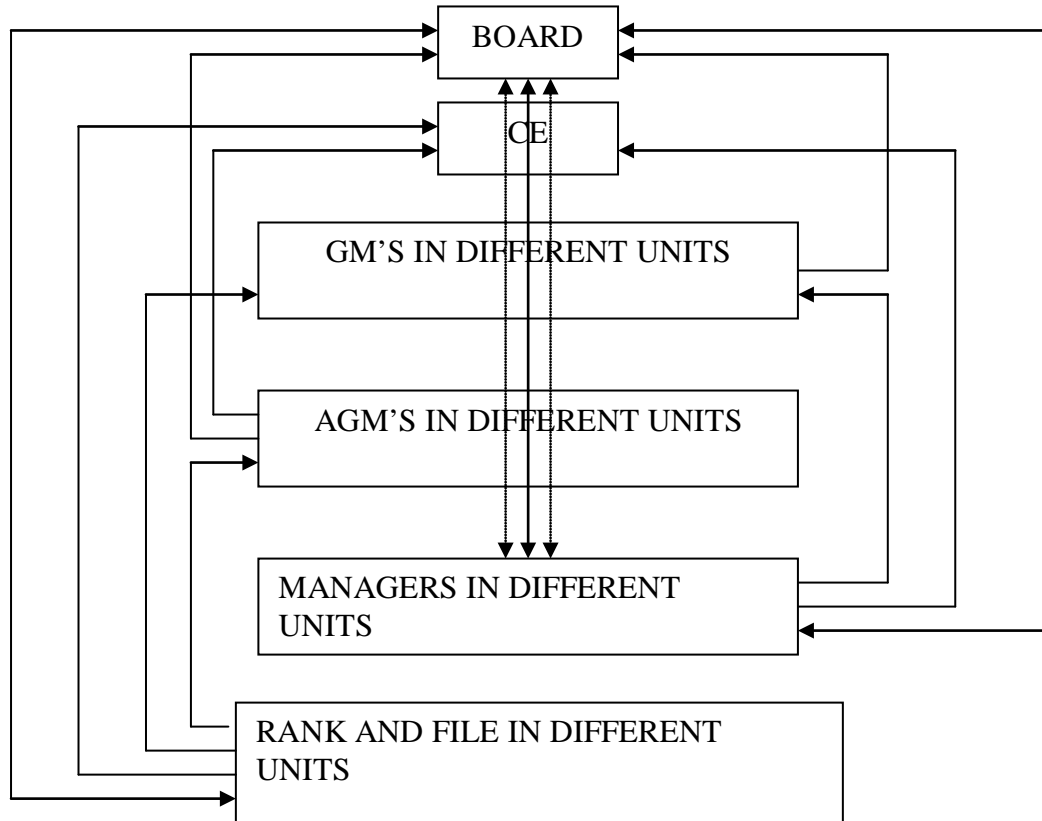 BOARD
CE
GM’S IN DIFFERENT UNITS
AGM’S IN DIFFERENT UNITS
MANAGERS IN DIFFERENT
UNITS
RANK AND FILE IN DIFFERENT
UNITS